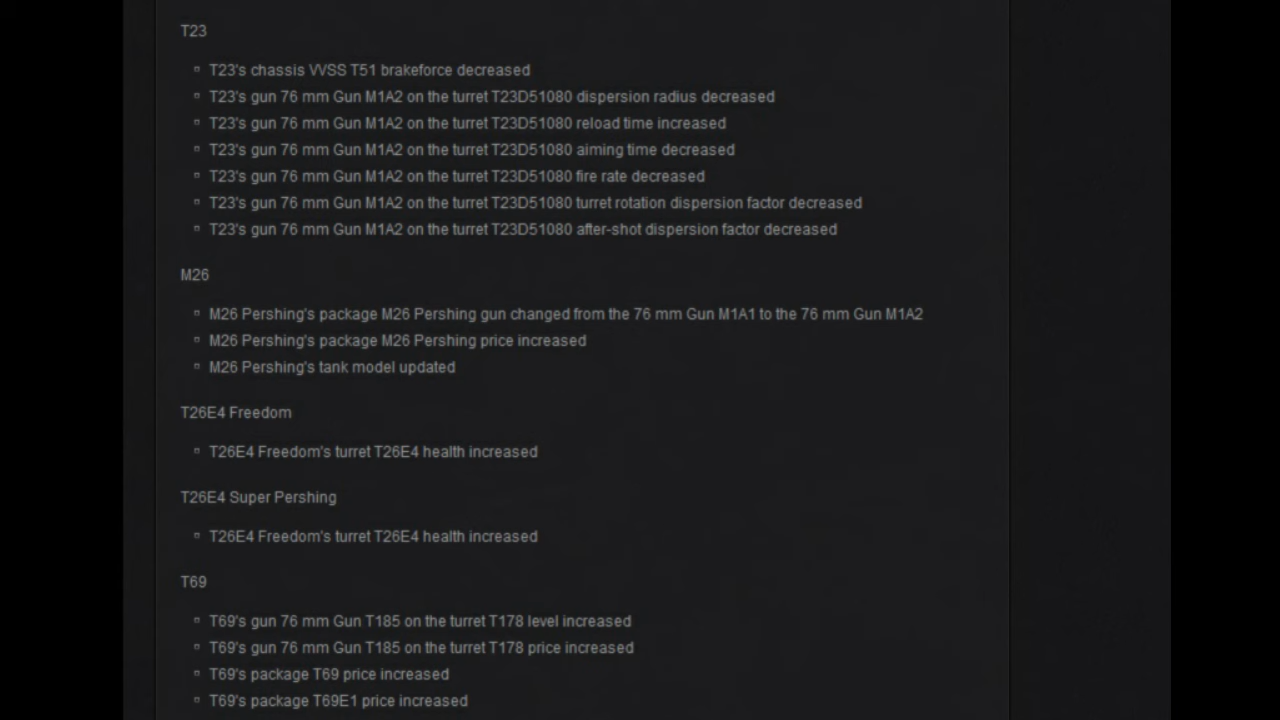 T23
T23's chassis VVSS T51 brakeforce decreased
T23's gun 76 mm Gun M1A2 on the turret T23D51080 dispersion radius decreased
T23's gun 76 mm Gun M1A2 on the turret T23D51080 reload time increased
T23's gun 76 mm Gun M1A2 on the turret T23D51080 aiming time decreased
T23's gun 76 mm Gun M1A2 on the turret T23D51080 fire rate decreased
T23's gun 76 mm Gun M1A2 on the turret T23D51080 turret rotation dispersion factor decreased
T23's gun 76 mm Gun M1A2 on the turret T23D51080 after-shot dispersion factor decreased
M26
M26 Pershing's package M26 Pershing gun changed from the 76 mm Gun M1A1 to the 76 mm Gun M1A2
M26 Pershing's package M26 Pershing price increased
M26 Pershing's tank model updated
T26E4 Freedom
T26E4 Freedom's turret T26E4 health increased
T26E4 Super Pershing
T26E4 Freedom's turret T26E4 health increased
T69
T69's gun 76 mm Gun T185 on the turret T178 level increased
T69's gun 76 mm Gun T185 on the turret T178 price increased
T69's package T69 price increased
T69's package T69E1 price increased